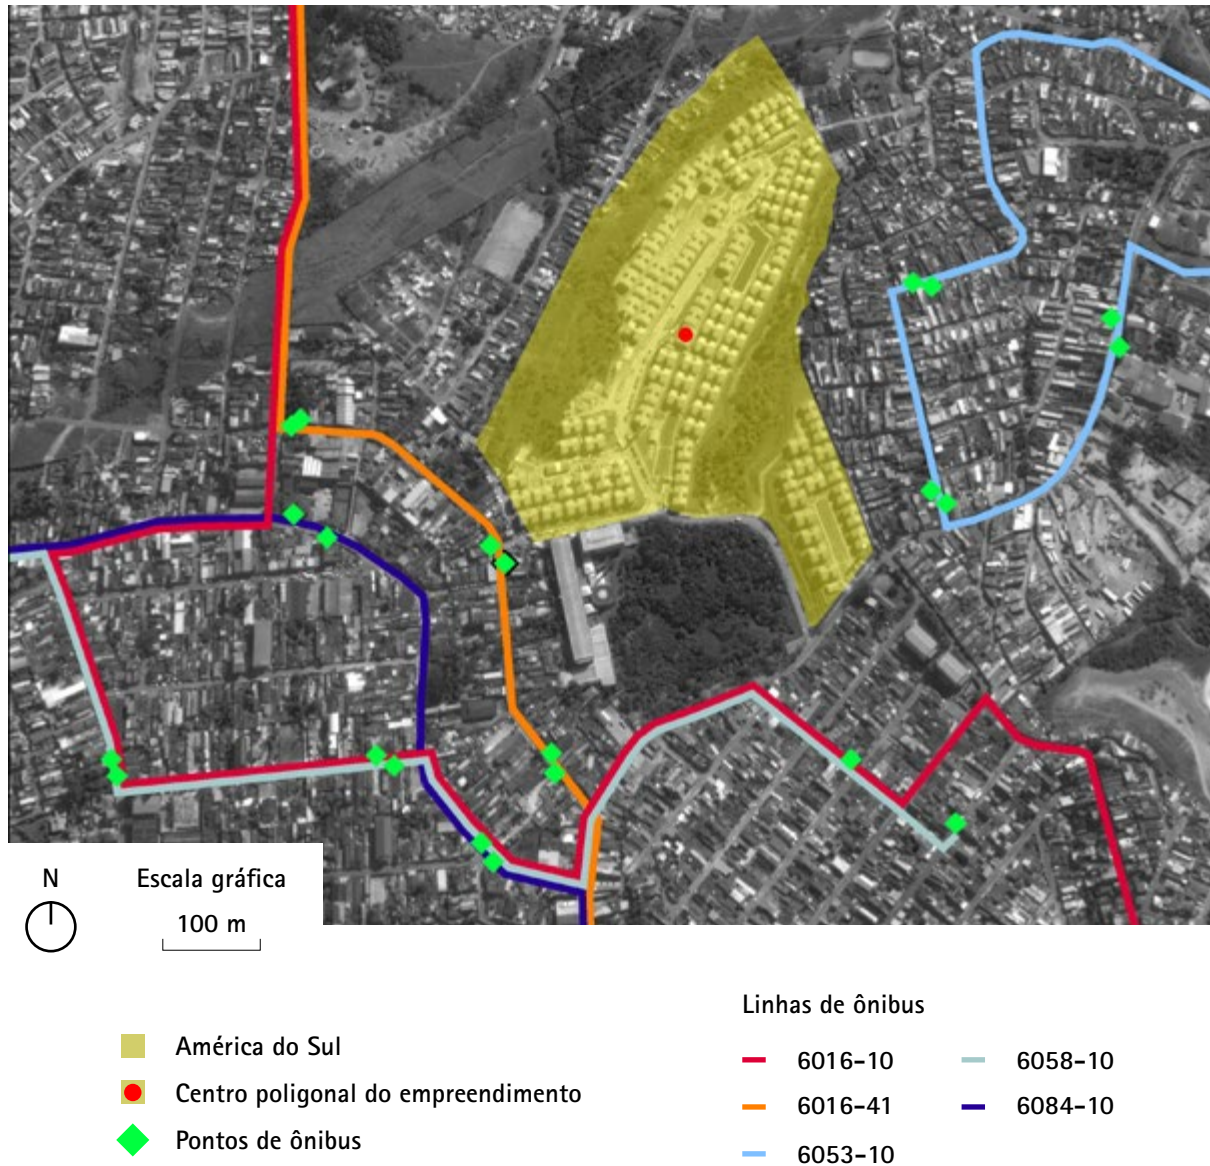 N
Escala gráfica
100 m
Linhas de ônibus
América do Sul
Centro poligonal do empreendimento
Pontos de ônibus
6016-10
6016-41
6053-10
6058-10
6084-10